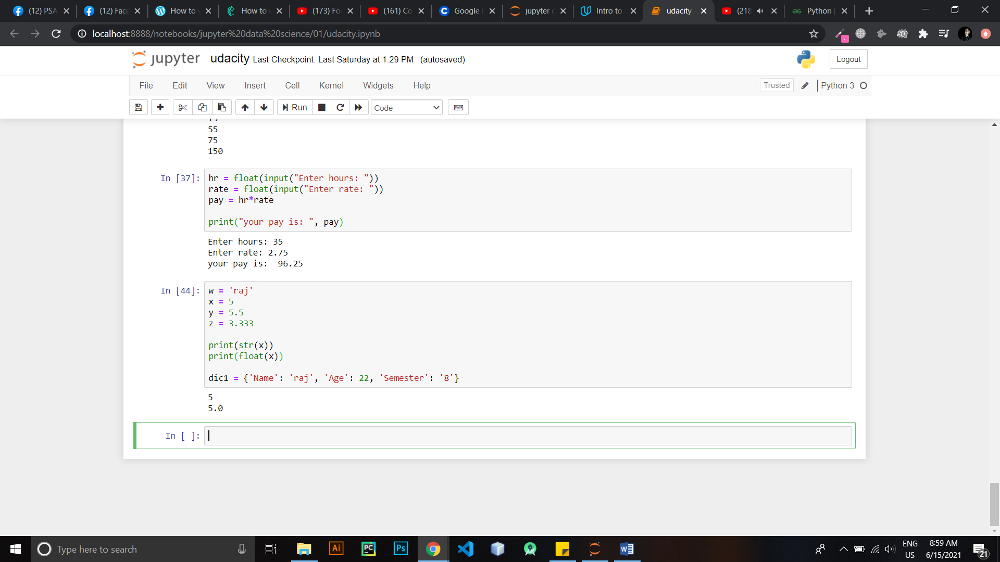 (12) PSA
(12) Face
How to
How to
(173) Fo
(161) Co
Google
jupyter
Intro to
udacity
(218
Python
localhost:8888/notebooks/jupyter%20data%20science/01/udacity.ipynb
jupyter udacity Last Checkpoint: Last Saturday at 1:29 PM (autosaved)
Logout
File Edit View Insert Cell Kernel Widgets Help
Trusted
Python 3
Run
Code
15
55
75
150
In [37]:
hr = float(input("Enter hours: "))
rate = float(input("Enter rate: "))
pay = hr*rate
print("your pay is: ", pay)
Enter hours: 35
Enter rate: 2.75
your pay is:  96.25
In [44]:
w = 'raj'
x = 5
y = 5.5
z = 3.333
print(str(x))
print(float(x))
dic1 = {'Name': 'raj', 'Age': 22, 'Semester': '8'}
5
5.0
In [ ]:
Type here to search
Ai
PC
Ps
ENG
US
8:59 AM
6/15/2021
21